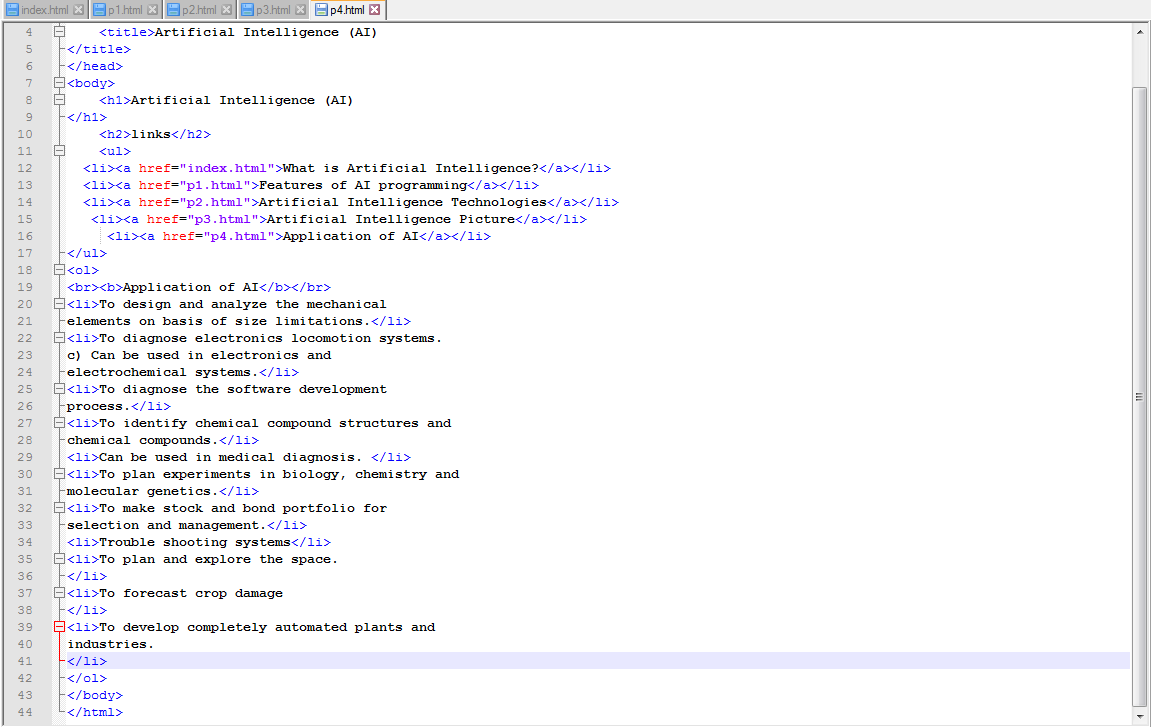 index.html p1.html p2.html p3.html p4.html
4 <title>Artificial Intelligence (AI)
5 </title>
6 </head>
7 <body>
8 <h1>Artificial Intelligence (AI)
9 </h1>
10 <h2>links</h2>
11 <ul>
12 <li><a href="index.html">What is Artificial Intelligence?</a></li>
13 <li><a href="p1.html">Features of AI programming</a></li>
14 <li><a href="p2.html">Artificial Intelligence Technologies</a></li>
15 <li><a href="p3.html">Artificial Intelligence Picture</a></li>
16 <li><a href="p4.html">Application of AI</a></li>
17 </ul>
18 <ol>
19 <br><b>Application of AI</b></br>
20 <li>To design and analyze the mechanical
21 elements on basis of size limitations.</li>
22 <li>To diagnose electronics locomotion systems.
23 c) Can be used in electronics and
24 electrochemical systems.</li>
25 <li>To diagnose the software development
26 process.</li>
27 <li>To identify chemical compound structures and
28 chemical compounds.</li>
29 <li>Can be used in medical diagnosis. </li>
30 <li>To plan experiments in biology, chemistry and
31 molecular genetics.</li>
32 <li>To make stock and bond portfolio for
33 selection and management.</li>
34 <li>Trouble shooting systems</li>
35 <li>To plan and explore the space.
36 </li>
37 <li>To forecast crop damage
38 </li>
39 <li>To develop completely automated plants and
40 industries.
41 </li>
42 </ol>
43 </body>
44 </html>